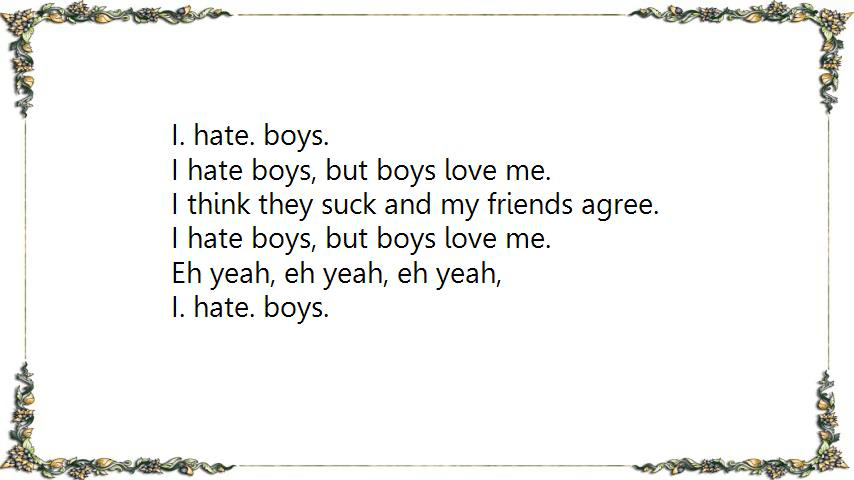 I. hate. boys.
I hate boys, but boys love me.
I think they suck and my friends agree.
I hate boys, but boys love me.
Eh yeah, eh yeah, eh yeah,
I. hate. boys.